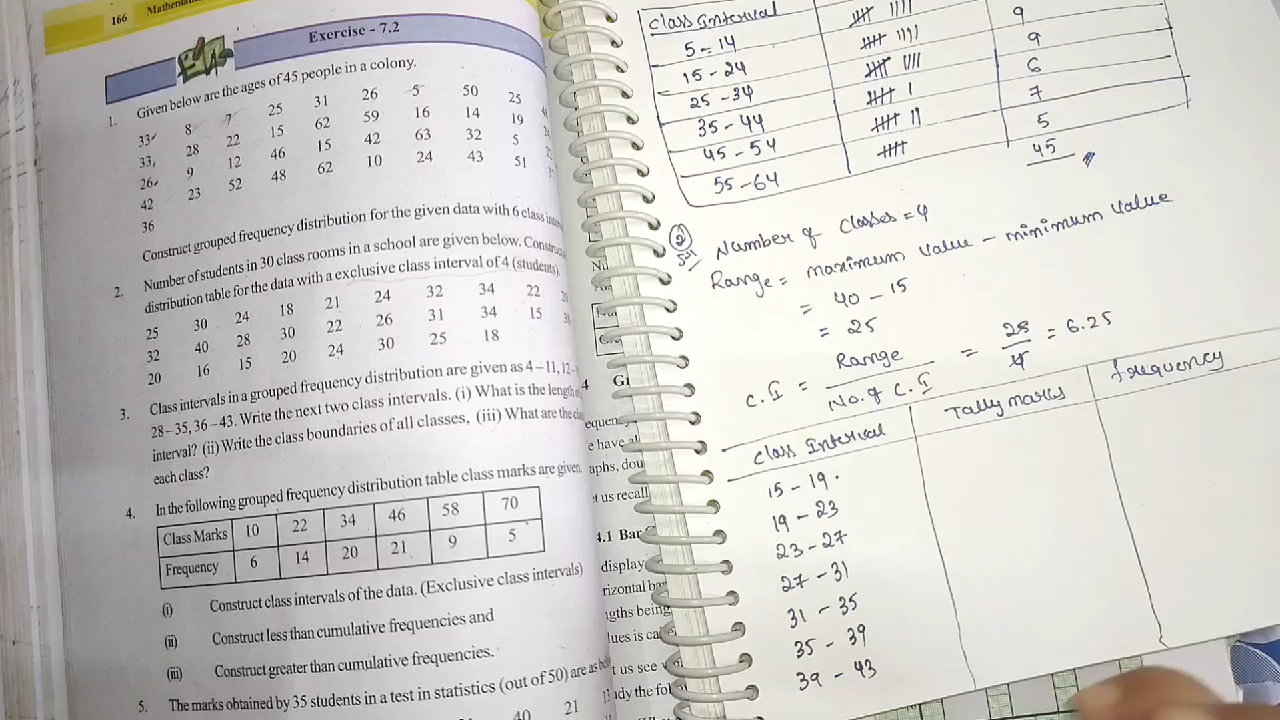 166
Exercise - 7.2
1. Given below are the ages of 45 people in a colony.
33 8 7 25 31 26 5 50 25
33, 28 22 15 62 59 16 14 19
26 9 12 46 15 42 63 32 5
42 23 52 48 62 10 24 43 51
36
Construct grouped frequency distribution for the given data with 6 class
2. Number of students in 30 class rooms in a school are given below.
distribution table for the data with a exclusive class interval of 4 (students).
25 30 24 18 21 24 32 34 22
32 40 28 30 22 26 31 34 15
20 16 15 20 24 30 25 18
3. Class intervals in a grouped frequency distribution are given as 4 – 11, 12
28 – 35, 36 – 43. Write the next two class intervals. (i) What is the length
interval? (ii) Write the class boundaries of all classes, (iii) What are the
each class?
4. In the following grouped frequency distribution table class marks are given.
Class Marks 10 22 34 46 58 70
Frequency 6 14 20 21 9 5
(i) Construct class intervals of the data. (Exclusive class intervals)
(ii) Construct less than cumulative frequencies and
(iii) Construct greater than cumulative frequencies.
5. The marks obtained by 35 students in a test in statistics (out of 50) are as
40 21
4.1 Bar
display
us see
Class Interval
5 - 14 9
15 - 24 9
25 - 34 6
35 - 44 7
45 - 54 5
55 - 64 45
② Number of Classes = 4
Sol
Range = maximum value - minimum value
= 40 - 15
= 25
C.I = Range / No. of C.I = 25 / 4 = 6.25
Class Interval Tally marks frequency
15 - 19
19 - 23
23 - 27
27 - 31
31 - 35
35 - 39
39 - 43